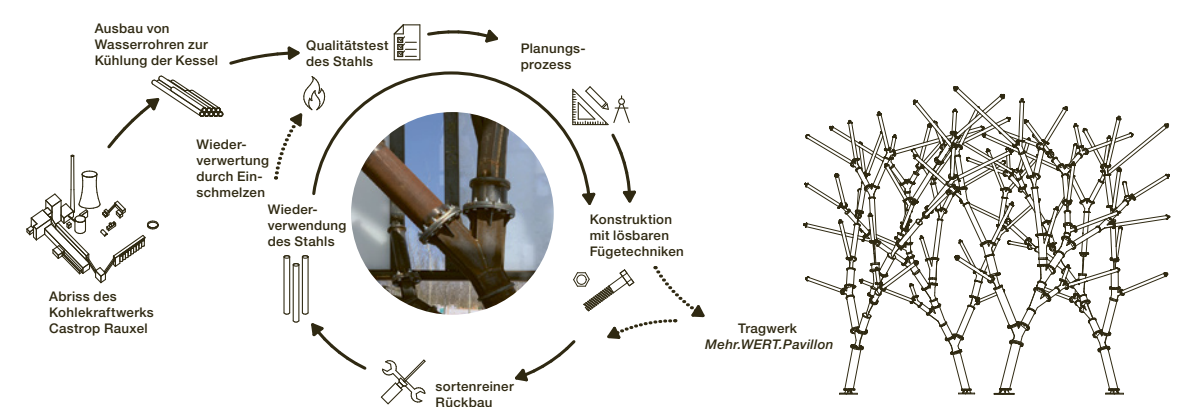 Ausbau von
Wasserrohren zur
Kühlung der Kessel
Qualitätstest
des Stahls
Planungs-
prozess
Wieder-
verwertung
durch Ein-
schmelzen
Wieder-
verwendung
des Stahls
Konstruktion
mit lösbaren
Fügetechniken
Abriss des
Kohlekraftwerks
Castrop Rauxel
Tragwerk
Mehr.WERT.Pavillon
sortenreiner
Rückbau